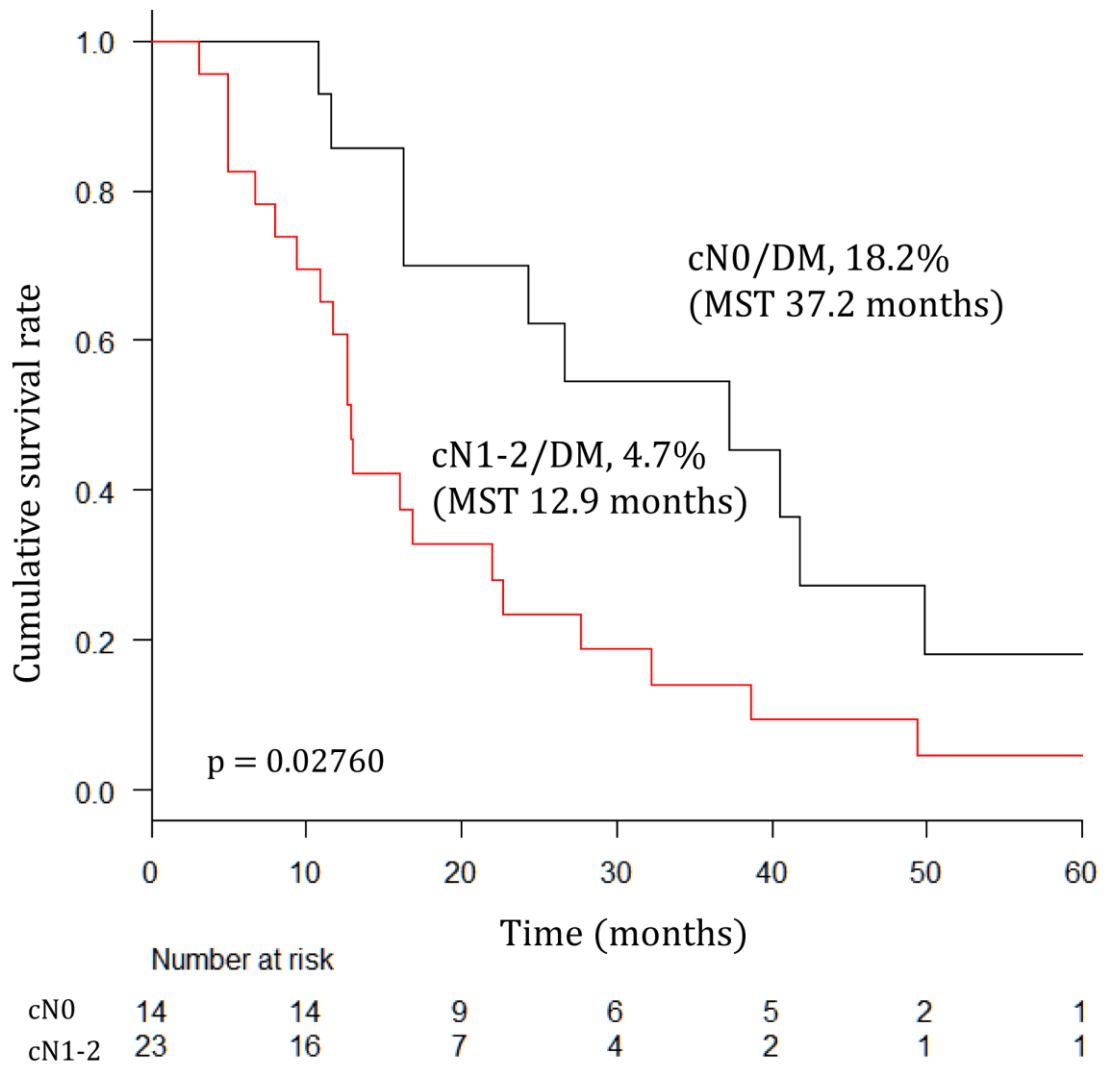 1.0
0.8
0.6
0.4
0.2
0.0
Cumulative survival rate
cN0/DM, 18.2%
(MST 37.2 months)
cN1-2/DM, 4.7%
(MST 12.9 months)
p = 0.02760
0 10 20 30 40 50 60
Time (months)
Number at risk
cN0 14 14 9 6 5 2 1
cN1-2 23 16 7 4 2 1 1